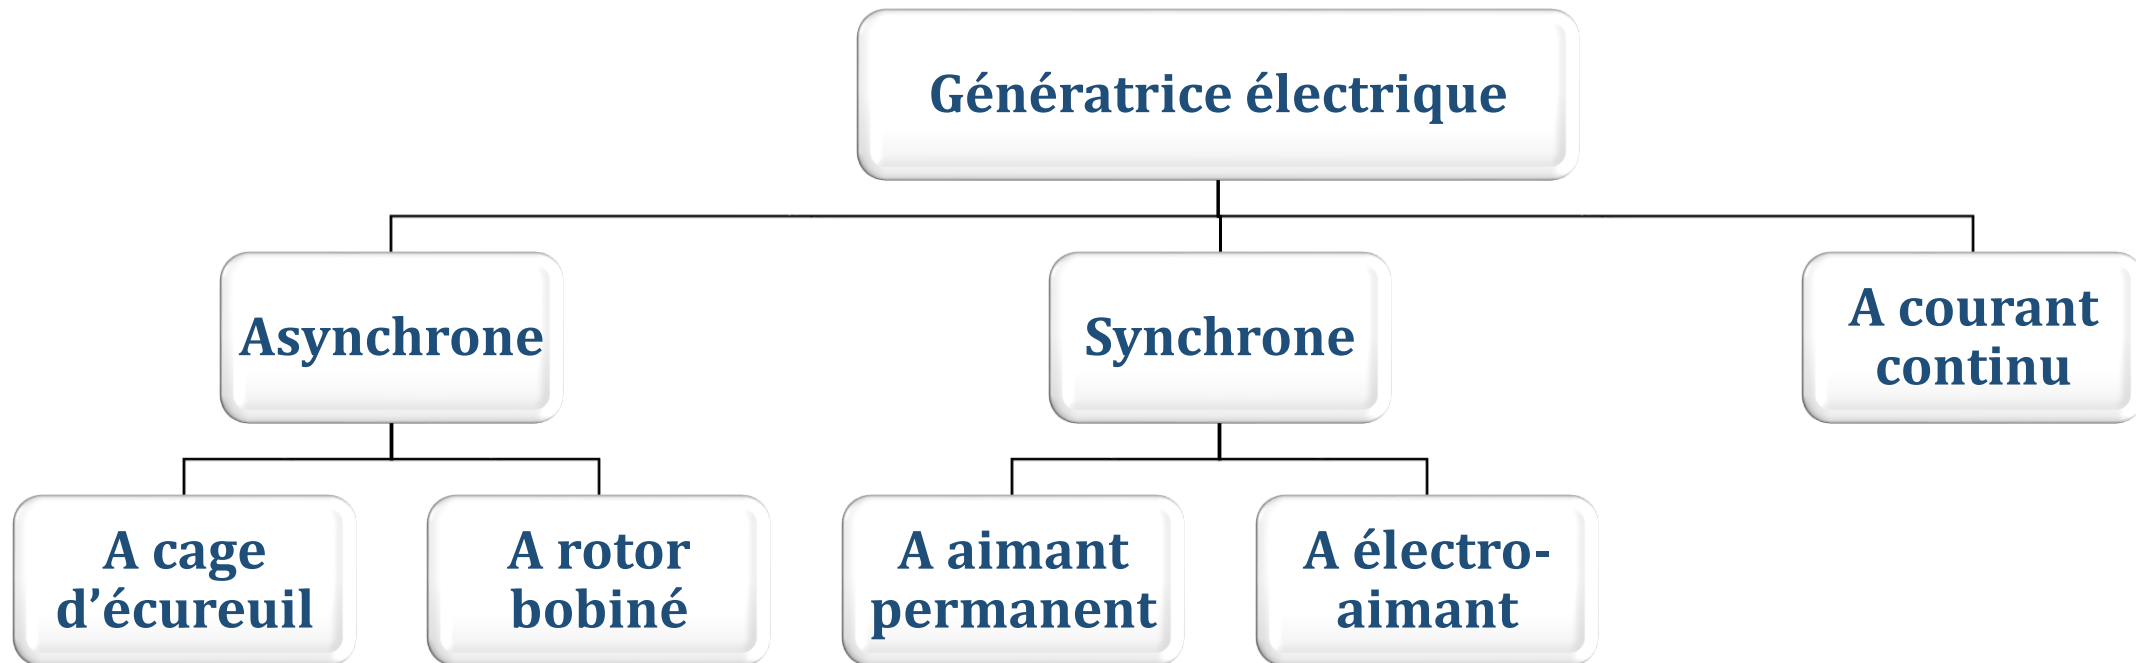 Génératrice électrique
Asynchrone
Synchrone
A courant
continu
A cage
d’écureuil
A rotor
bobiné
A aimant
permanent
A électro-
aimant